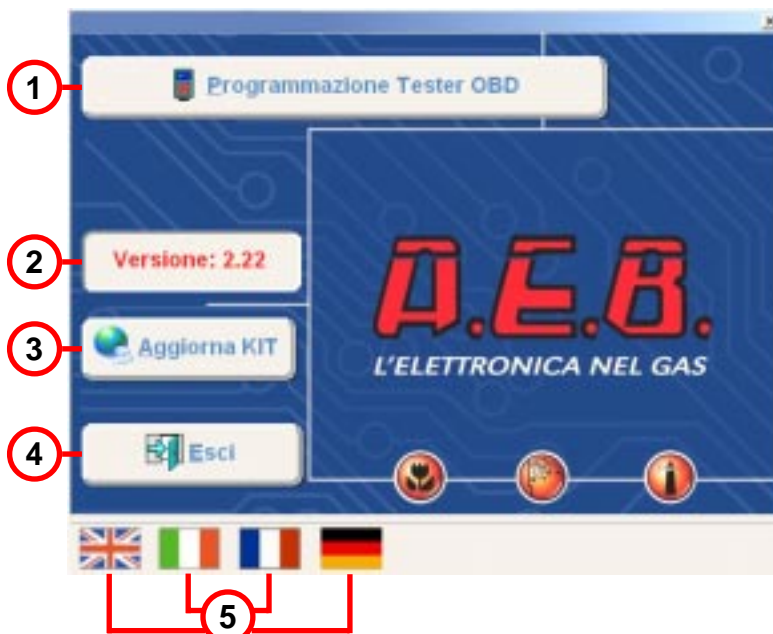 1
Programmazione Tester OBD
2
Versione: 2.22
3
Aggiorna KIT
4
Esci
A.E.B.
L'ELETTRONICA NEL GAS
5